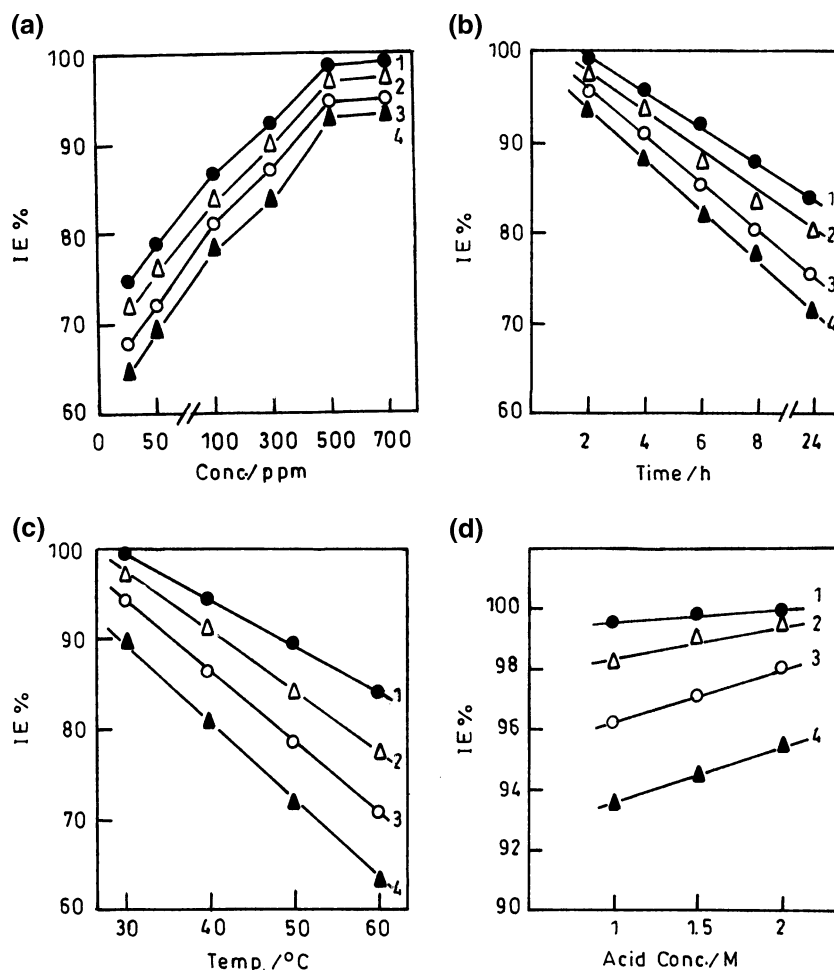 (a)
IE %
100
90
80
70
60
0 50 100 300 500 700
Conc./ppm
1
2
3
4
(b)
IE %
100
90
80
70
60
2 4 6 8 24
Time/h
1
2
3
4
(c)
IE %
100
90
80
70
60
30 40 50 60
Temp. /°C
1
2
3
4
(d)
IE %
100
98
96
94
92
90
1 1.5 2
Acid Conc./M
1
2
3
4